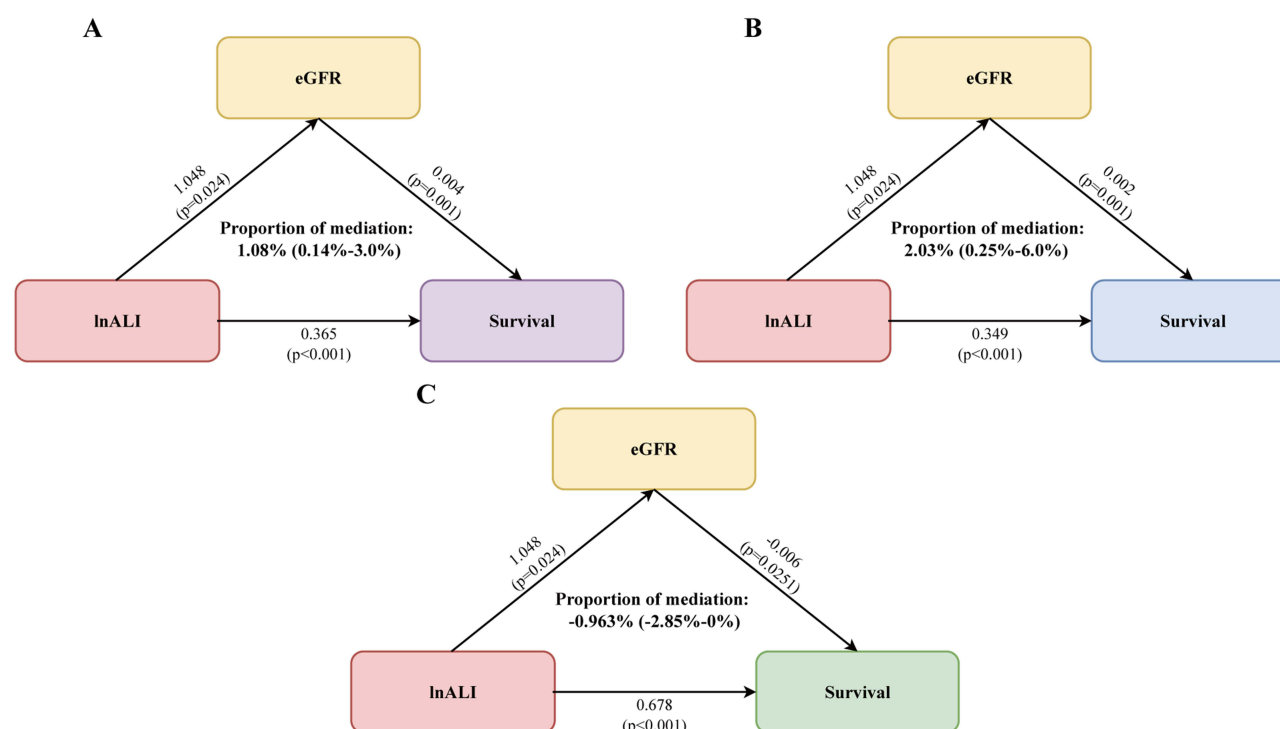 A
eGFR
1.048
(p=0.024)
0.004
(p=0.001)
Proportion of mediation:
1.08% (0.14%-3.0%)
lnALI
0.365
(p<0.001)
Survival
B
eGFR
1.048
(p=0.024)
0.002
(p=0.001)
Proportion of mediation:
2.03% (0.25%-6.0%)
lnALI
0.349
(p<0.001)
Survival
C
eGFR
1.048
(p=0.024)
-0.006
(p=0.0251)
Proportion of mediation:
-0.963% (-2.85%-0%)
lnALI
0.678
(p<0.001)
Survival